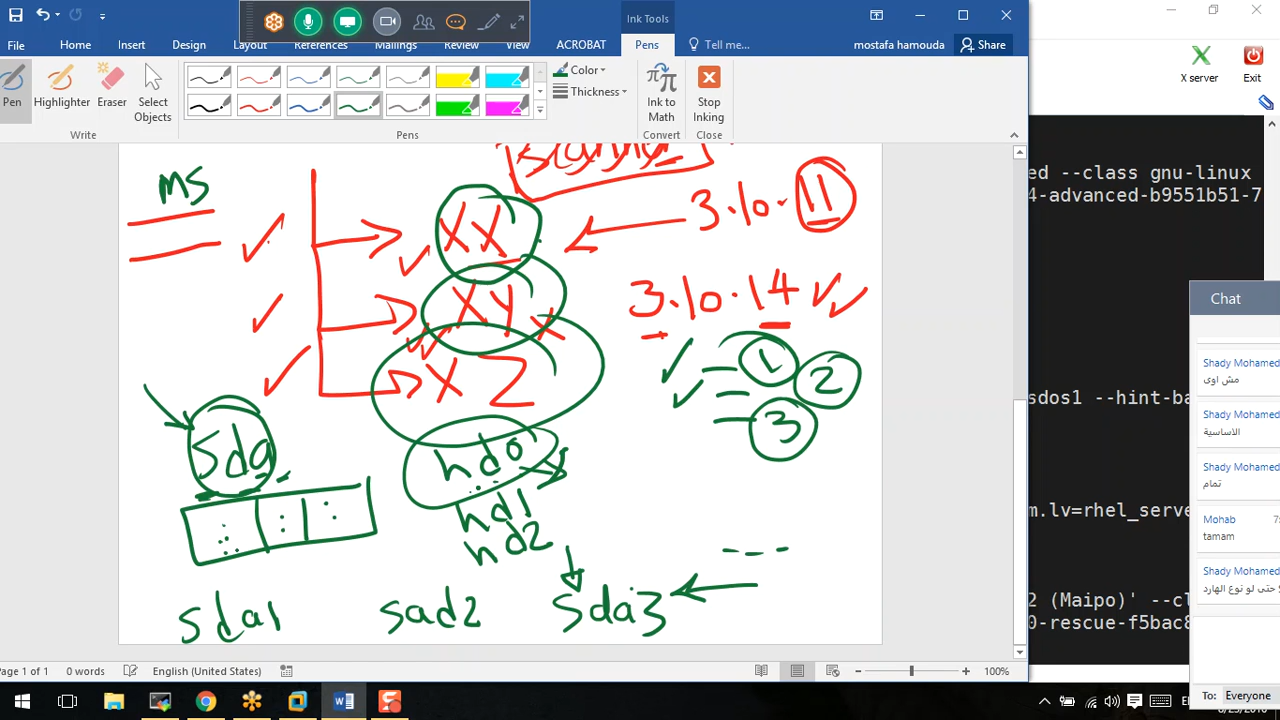 Ink Tools
File
Home
Insert
Design
Layout
References
Mailings
Review
View
ACROBAT
Pens
Tell me...
mostafa hamouda
Share
Pen
Highlighter
Eraser
Select Objects
Color
Thickness
Ink to Math
Stop Inking
Write
Pens
Convert
Close
X server
Exit
MS
XX
3.10.11
XYx
3.10.14
XZ
1
2
3
sda
hd0
hd1
hd2
sda1
sad2
sda3
ed --class gnu-linux
4-advanced-b9551b51-7
sdos1 --hint-ba
m.lv=rhel_serve
2 (Maipo)' --cl
0-rescue-f5bac8
Chat
Shady Mohamed
مش اوى
Shady Mohamed
الاساسية
Shady Mohamed
تمام
Mohab
tamam
Shady Mohamed
حتى لو نوع الهارد
To:
Everyone
Page 1 of 1
0 words
English (United States)
100%